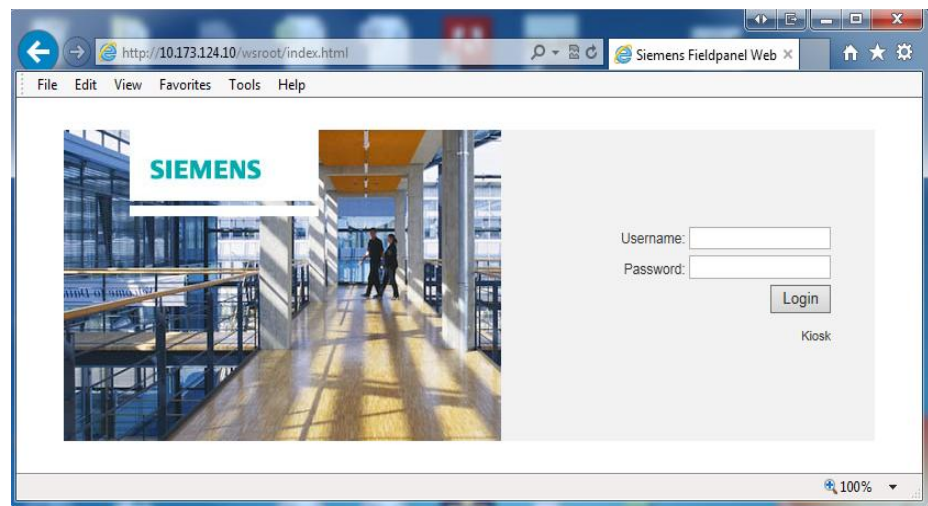 http://10.173.124.10/wsroot/index.html
Siemens Fieldpanel Web
File Edit View Favorites Tools Help
SIEMENS
Username:
Password:
Login
Kiosk
100%